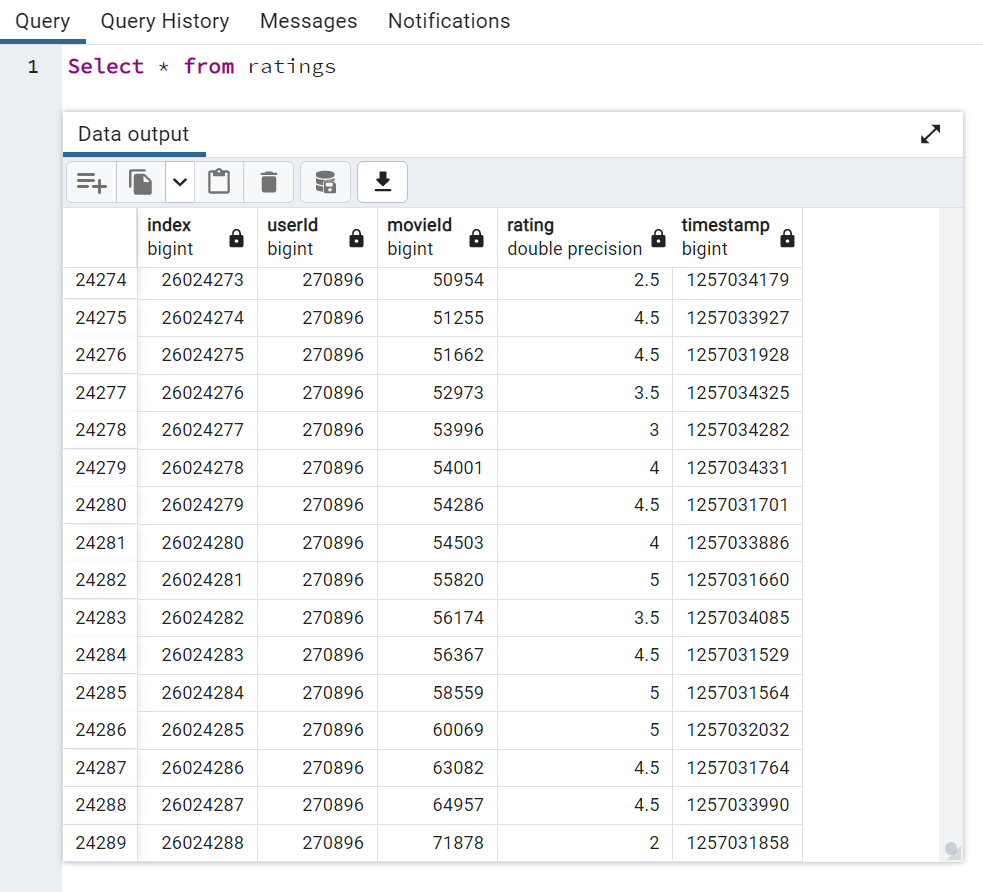 Query Query History Messages Notifications
1 Select * from ratings
Data output
index userId movieId rating timestamp
bigint bigint bigint double precision bigint
24274 26024273 270896 50954 2.5 1257034179
24275 26024274 270896 51255 4.5 1257033927
24276 26024275 270896 51662 4.5 1257031928
24277 26024276 270896 52973 3.5 1257034325
24278 26024277 270896 53996 3 1257034282
24279 26024278 270896 54001 4 1257034331
24280 26024279 270896 54286 4.5 1257031701
24281 26024280 270896 54503 4 1257033886
24282 26024281 270896 55820 5 1257031660
24283 26024282 270896 56174 3.5 1257034085
24284 26024283 270896 56367 4.5 1257031529
24285 26024284 270896 58559 5 1257031564
24286 26024285 270896 60069 5 1257032032
24287 26024286 270896 63082 4.5 1257031764
24288 26024287 270896 64957 4.5 1257033990
24289 26024288 270896 71878 2 1257031858